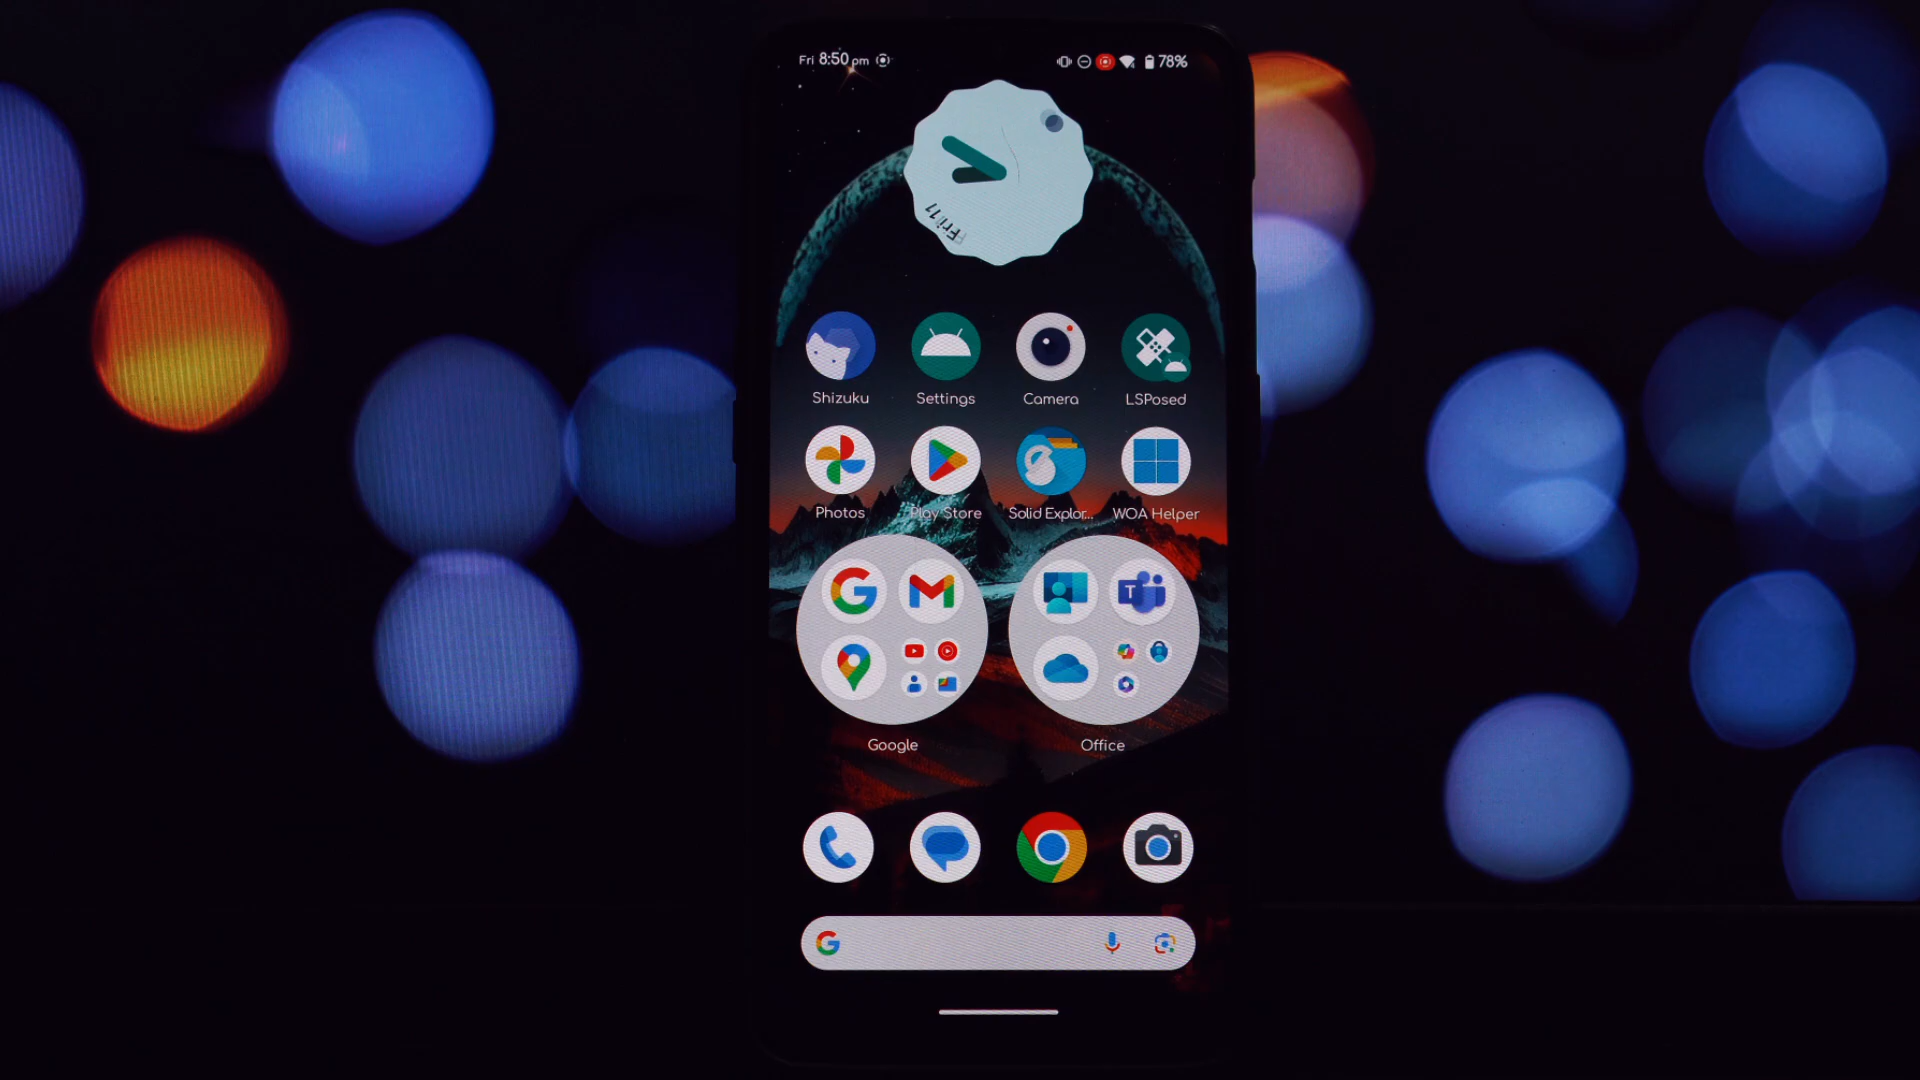 Fri 8:50 pm 78%
Fri 11
Shizuku Settings Camera LSPosed
Photos Play Store Solid Explor... WOA Helper
Google Office